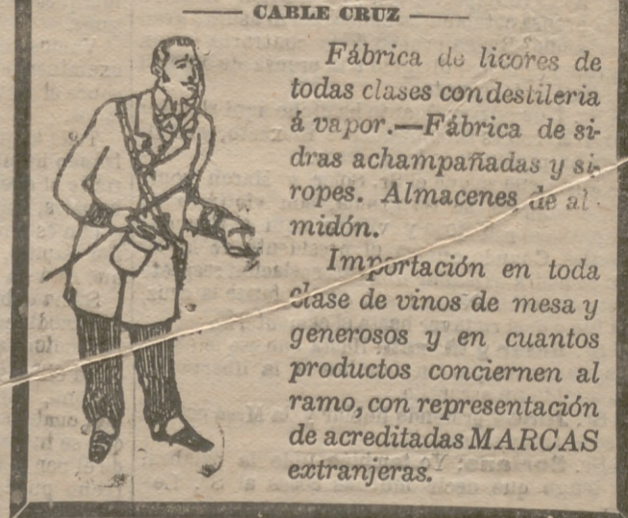 CABLE CRUZ
Fábrica de licores de
todas clases con destileria
á vapor.—Fábrica de si-
dras achampañadas y si-
ropes. Almacenes de al-
midón.
Importación en toda
clase de vinos de mesa y
generosos y en cuantos
productos conciernen al
ramo, con representación
de acreditadas MARCAS
extranjeras.